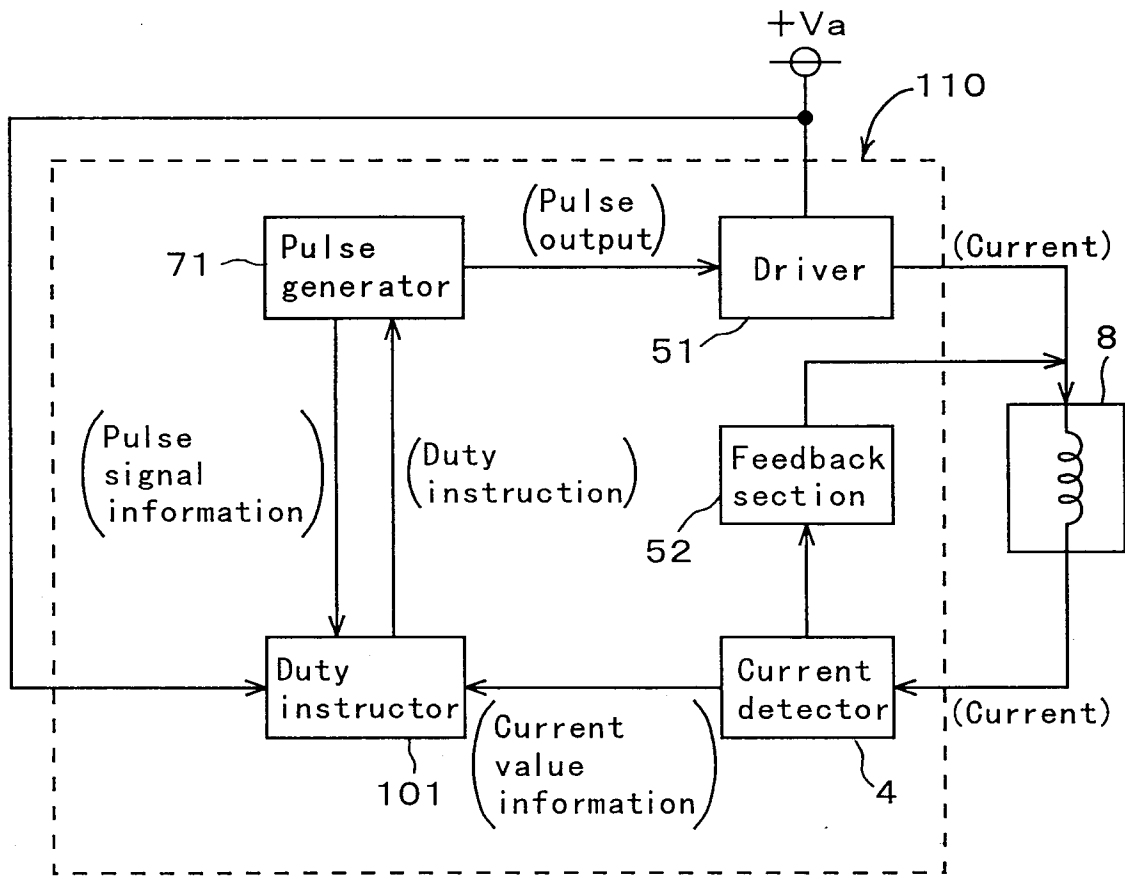 +Va
110
(Pulse
output)
Pulse
generator
71
Driver
(Current)
51
8
(Pulse
signal
information)
(Duty
instruction)
Feedback
section
52
Duty
instructor
Current
detector
(Current)
(Current
value
information)
101
4